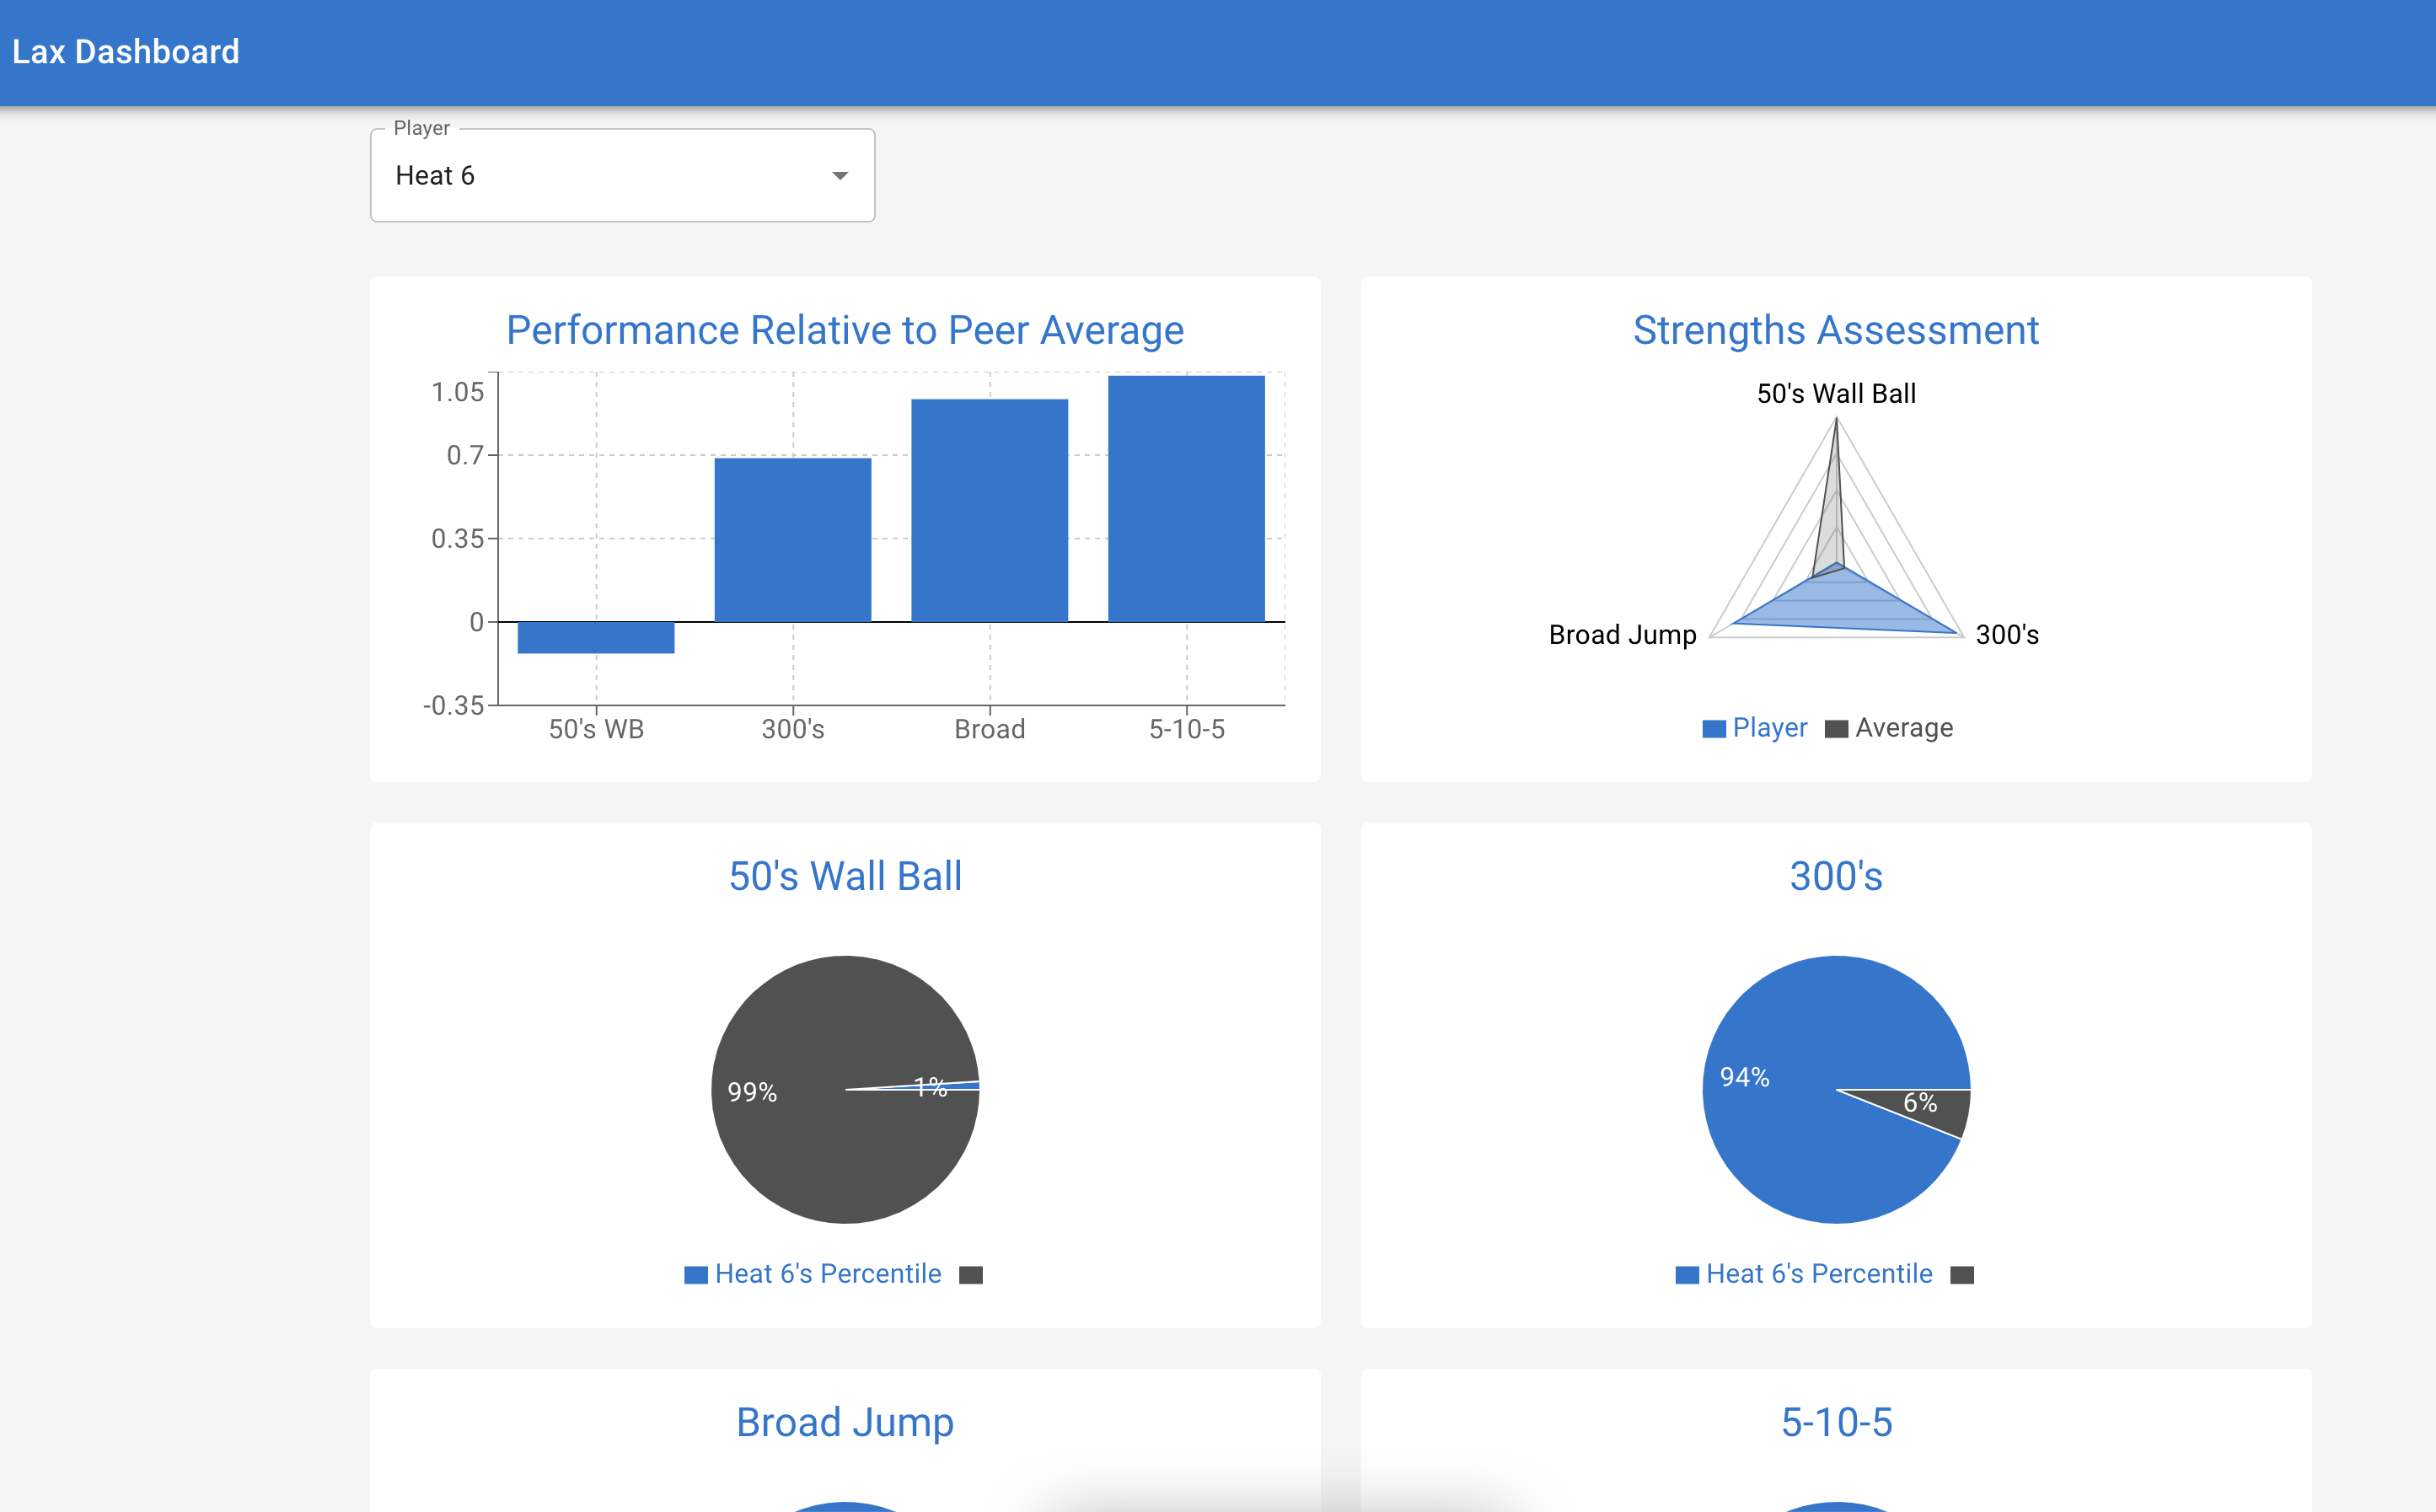 Lax Dashboard
Player
Heat 6
Performance Relative to Peer Average
1.05
0.7
0.35
0
-0.35
50's WB 300's Broad 5-10-5
Strengths Assessment
50's Wall Ball
Broad Jump 300's
Player Average
50's Wall Ball
99% 1%
Heat 6's Percentile
300's
94% 6%
Heat 6's Percentile
Broad Jump
5-10-5